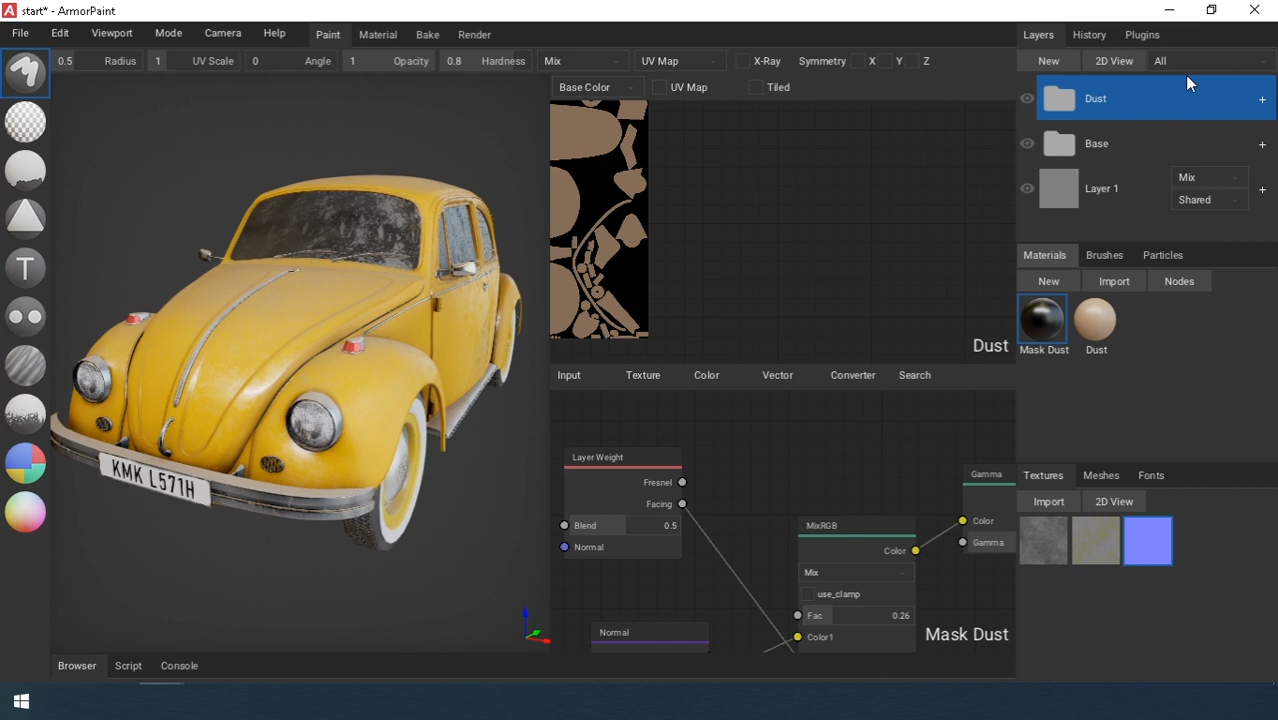 start* - ArmorPaint
File Edit Viewport Mode Camera Help Paint Material Bake Render Layers History Plugins
0.5 Radius 1 UV Scale 0 Angle 1 Opacity 0.8 Hardness Mix UV Map X-Ray Symmetry X Y Z New 2D View All
Base Color UV Map Tiled
Dust +
Base +
Layer 1 Mix Shared +
Materials Brushes Particles
New Import Nodes
Mask Dust Dust
Dust
Input Texture Color Vector Converter Search
Layer Weight
Fresnel
Facing
Blend 0.5
Normal
Normal
MixRGB
Color
Mix
use_clamp
Fac 0.26
Color1
Gamma
Color
Gamma
Mask Dust
Textures Meshes Fonts
Import 2D View
KMK L571H
Browser Script Console